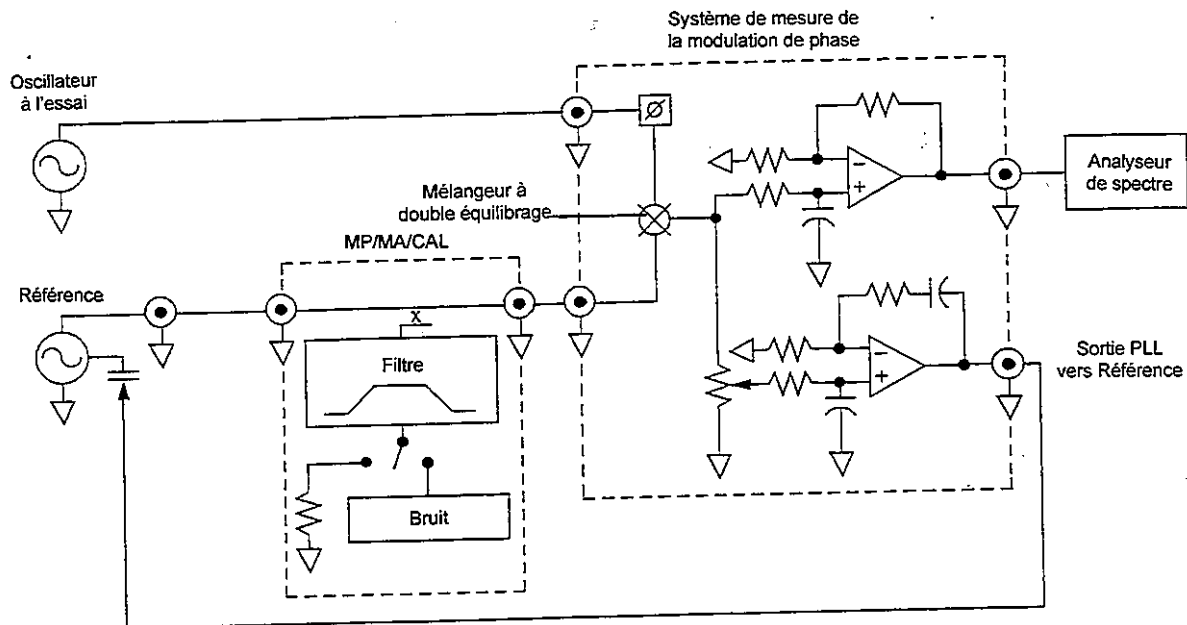 Système de mesure de
la modulation de phase
Oscillateur
à l'essai
Ø
Analyseur
de spectre
Mélangeur à
double équilibrage
MP/MA/CAL
Référence
X
Filtre
Sortie PLL
vers Référence
Bruit